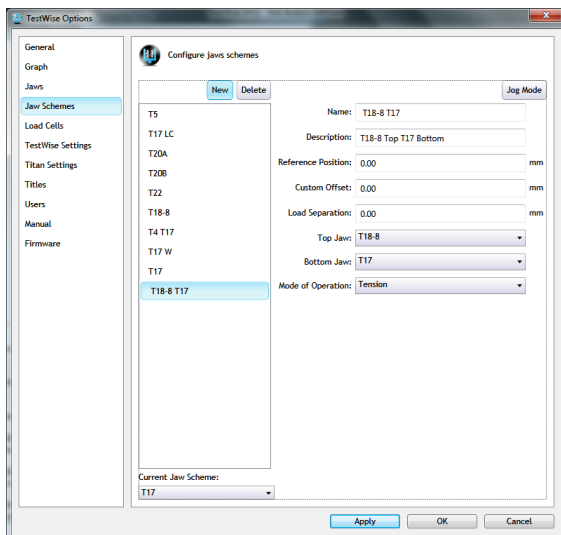 TestWise Options
General
Graph
Jaws
Jaw Schemes
Load Cells
TestWise Settings
Titan Settings
Titles
Users
Manual
Firmware
Configure jaws schemes
New Delete Jog Mode
T5
T17 LC
T20A
T20B
T22
T18-8
T4 T17
T17 W
T17
T18-8 T17
Name: T18-8 T17
Description: T18-8 Top T17 Bottom
Reference Position: 0.00 mm
Custom Offset: 0.00 mm
Load Separation: 0.00 mm
Top Jaw: T18-8
Bottom Jaw: T17
Mode of Operation: Tension
Current Jaw Scheme:
T17
Apply OK Cancel